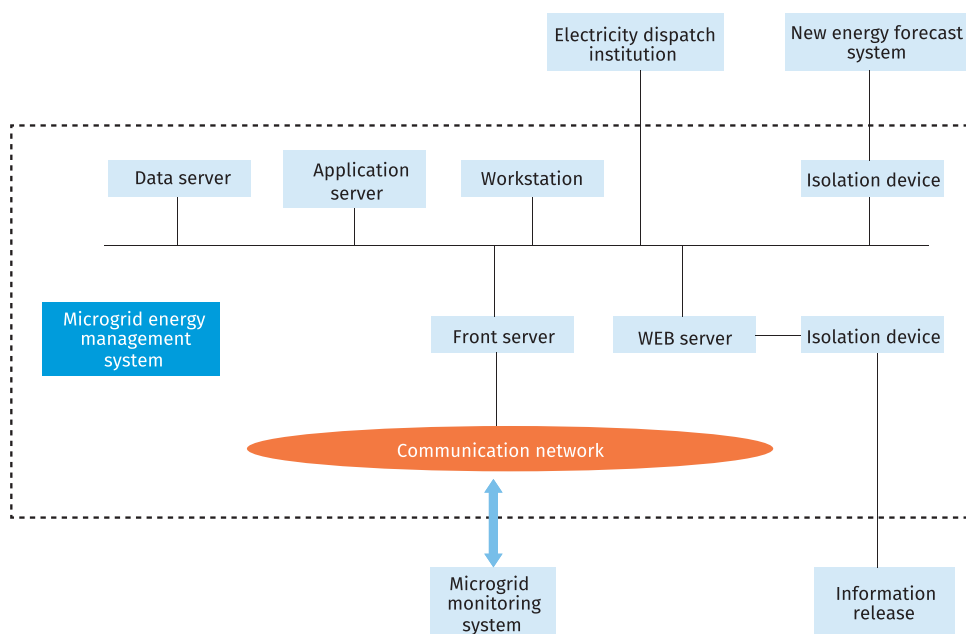 Electricity dispatch
institution
New energy forecast
system
Data server
Application
server
Workstation
Isolation device
Microgrid energy
management
system
Front server
WEB server
Isolation device
Communication network
Microgrid
monitoring
system
Information
release